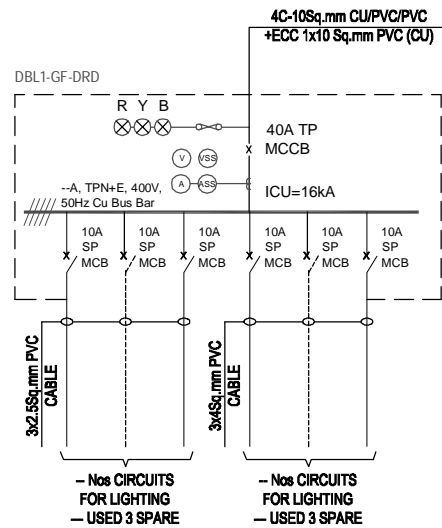 4C-10Sq.mm CU/PVC/PVC
+ECC 1x10 Sq.mm PVC (CU)
DBL1-GF-DRD
R Y B
40A TP
MCCB
V VSS
A ASS
ICU=16kA
--A, TPN+E, 400V,
50Hz Cu Bus Bar
10A
SP
MCB
10A
SP
MCB
10A
SP
MCB
10A
SP
MCB
10A
SP
MCB
10A
SP
MCB
3x2.5Sq.mm PVC
CABLE
3x4Sq.mm PVC
CABLE
-- Nos CIRCUITS
FOR LIGHTING
--- USED 3 SPARE
-- Nos CIRCUITS
FOR LIGHTING
--- USED 3 SPARE